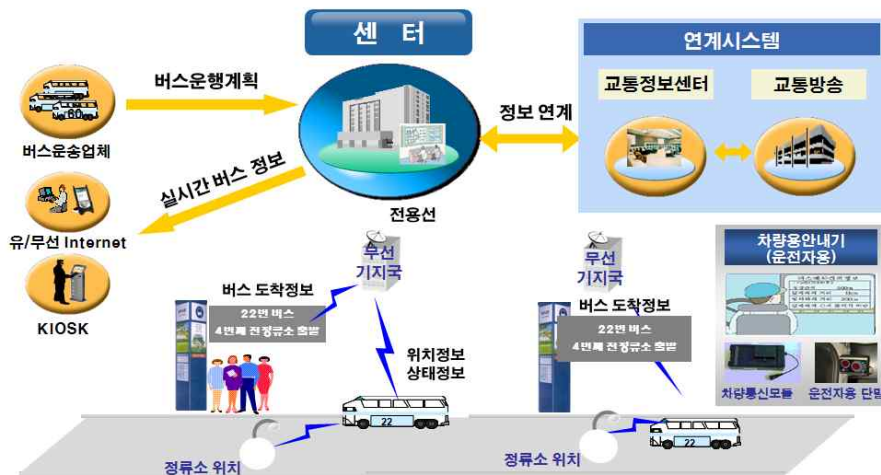 센 터
연계시스템
교통정보센터
교통방송
버스운행계획
정보 연계
버스운송업체
실시간 버스 정보
전용선
유/무선 Internet
KIOSK
무선
기지국
버스 도착정보
22번 버스
4번째 전정류소 출발
위치정보
상태정보
22
정류소 위치
무선
기지국
버스 도착정보
22번 버스
4번째 전정류소 출발
22
정류소 위치
차량용안내기
(운전자용)
차량통신모듈
운전자용 단말